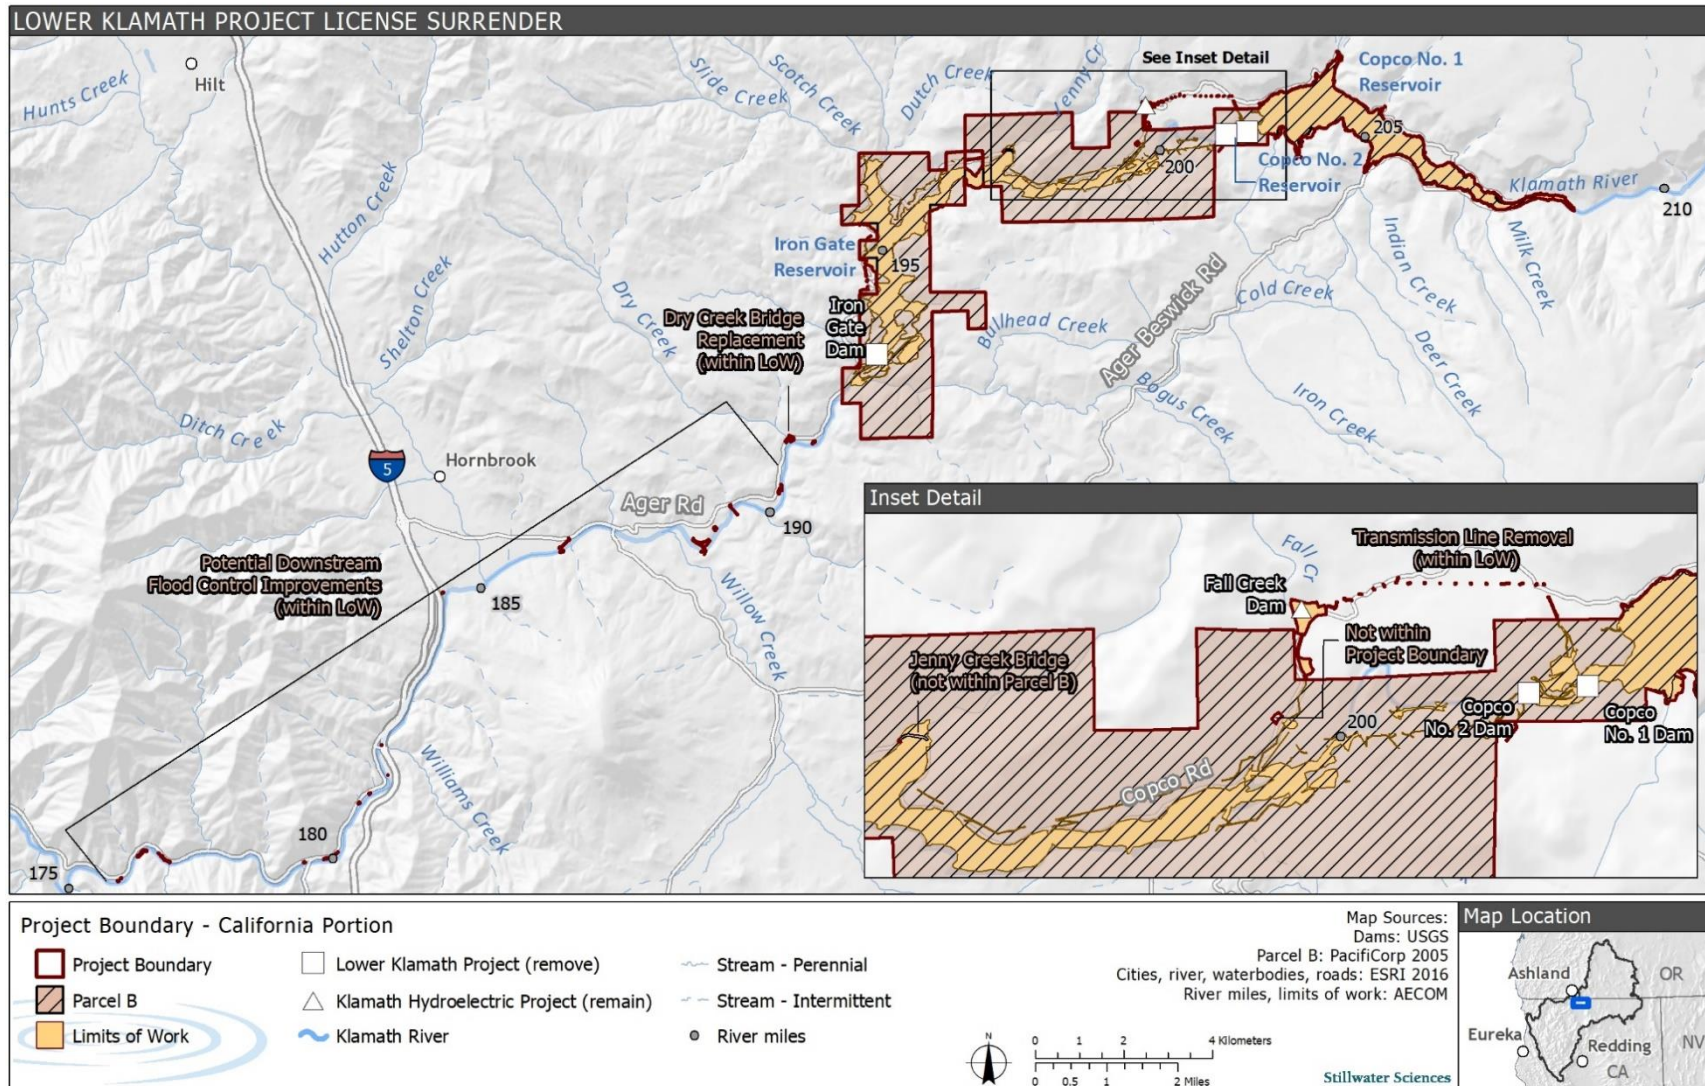 LOWER KLAMATH PROJECT LICENSE SURRENDER
Hilt
Hunts Creek
Slide Creek
Scotch Creek
Dutch Creek
Jenny Cr
See Inset Detail
Copco No. 1
Reservoir
205
200
Copco No. 2
Reservoir
Klamath River
210
Hutton Creek
Shelton Creek
Dry Creek
Iron Gate
Reservoir
195
Iron
Gate
Dam
Dry Creek Bridge
Replacement
(within LoW)
Bullhead Creek
Ager Beswick Rd
Cold Creek
Indian Creek
Milk Creek
Deer Creek
Iron Creek
Bogus Creek
Ditch Creek
5
Hornbrook
Ager Rd
190
Potential Downstream
Flood Control Improvements
(within LoW)
185
Willow Creek
Williams Creek
180
175
Inset Detail
Fall Cr
Transmission Line Removal
(within LoW)
Fall Creek
Dam
Not within
Project Boundary
Jenny Creek Bridge
(not within Parcel B)
200
Copco
No. 2 Dam
Copco
No. 1 Dam
Copco Rd
Project Boundary - California Portion
Project Boundary
Parcel B
Limits of Work
Lower Klamath Project (remove)
Klamath Hydroelectric Project (remain)
Klamath River
Stream - Perennial
Stream - Intermittent
River miles
Map Sources:
Dams: USGS
Parcel B: PacifiCorp 2005
Cities, river, waterbodies, roads: ESRI 2016
River miles, limits of work: AECOM
N
0 1 2 4 Kilometers
0 0.5 1 2 Miles
Stillwater Sciences
Map Location
Ashland
OR
Eureka
Redding
NV
CA